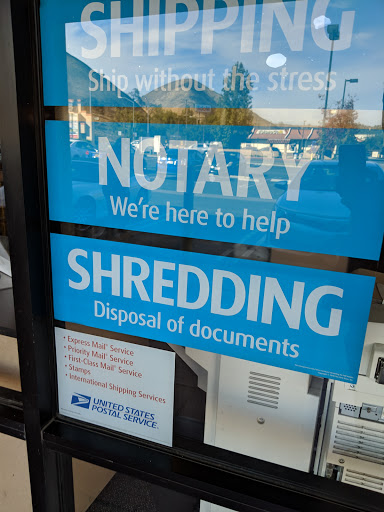 SHIPPING
Ship without the stress
NOTARY
We're here to help
SHREDDING
Disposal of documents
• Express Mail® Service
• Priority Mail® Service
• First-Class Mail® Service
• Stamps
• International Shipping Services
UNITED STATES
POSTAL SERVICE®